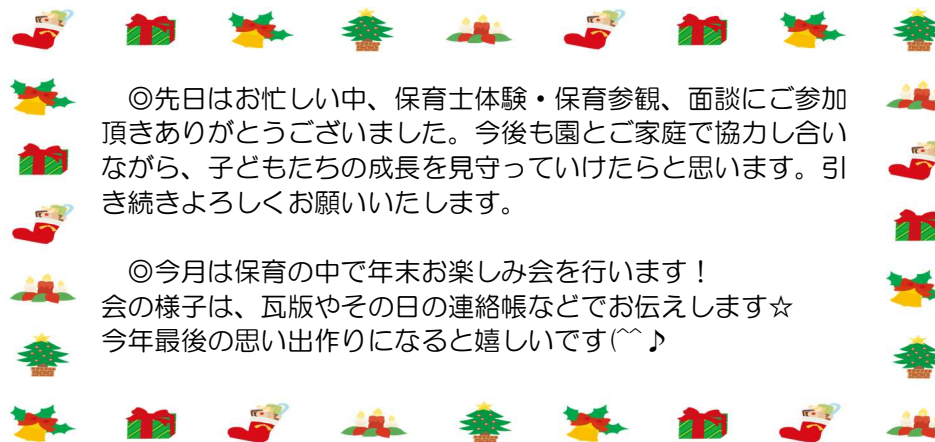 ◎先日はお忙しい中、保育士体験・保育参観、面談にご参加
頂きありがとうございました。今後も園とご家庭で協力し合い
ながら、子どもたちの成長を見守っていけたらと思います。引
き続きよろしくお願いいたします。
　◎今月は保育の中で年末お楽しみ会を行います！
会の様子は、瓦版やその日の連絡帳などでお伝えします☆
今年最後の思い出作りになると嬉しいです(^^♪